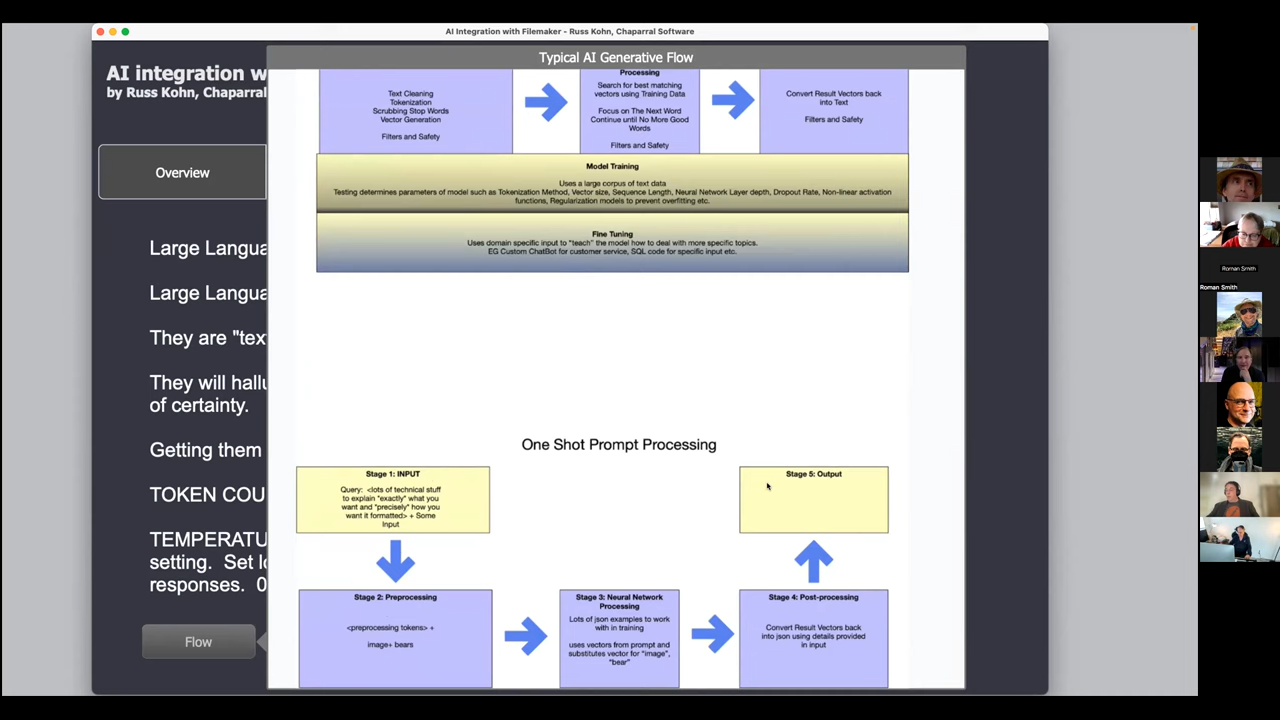 AI Integration with Filemaker - Russ Kohn, Chaparral Software
AI integration w
by Russ Kohn, Chaparral
Overview
Large Langua
Large Langua
They are "tex
They will hallu
of certainty.
Getting them
TOKEN COU
TEMPERATU
setting. Set lo
responses. 0
Flow
Typical AI Generative Flow
Text Cleaning
Tokenization
Scrubbing Stop Words
Vector Generation
Filters and Safety
Processing
Search for best matching
vectors using Training Data
Focus on The Next Word
Continue until No More Good
Words
Filters and Safety
Convert Result Vectors back
into Text
Filters and Safety
Model Training
Uses a large corpus of text data
Testing determines parameters of model such as Tokenization Method, Vector size, Sequence Length, Neural Network Layer depth, Dropout Rate, Non-linear activation
functions, Regularization models to prevent overfitting etc.
Fine Tuning
Uses domain specific input to "teach" the model how to deal with more specific topics.
EG Custom ChatBot for customer service, SQL code for specific input etc.
One Shot Prompt Processing
Stage 1: INPUT
Query: <lots of technical stuff
to explain "exactly" what you
want and "precisely" how you
want it formatted> + Some
Input
Stage 2: Preprocessing
<preprocessing tokens> +
image+ bears
Stage 3: Neural Network
Processing
Lots of json examples to work
with in training
uses vectors from prompt and
substitutes vector for "image",
"bear"
Stage 4: Post-processing
Convert Result Vectors back
into json using details provided
in input
Stage 5: Output
Roman Smith
Roman Smith